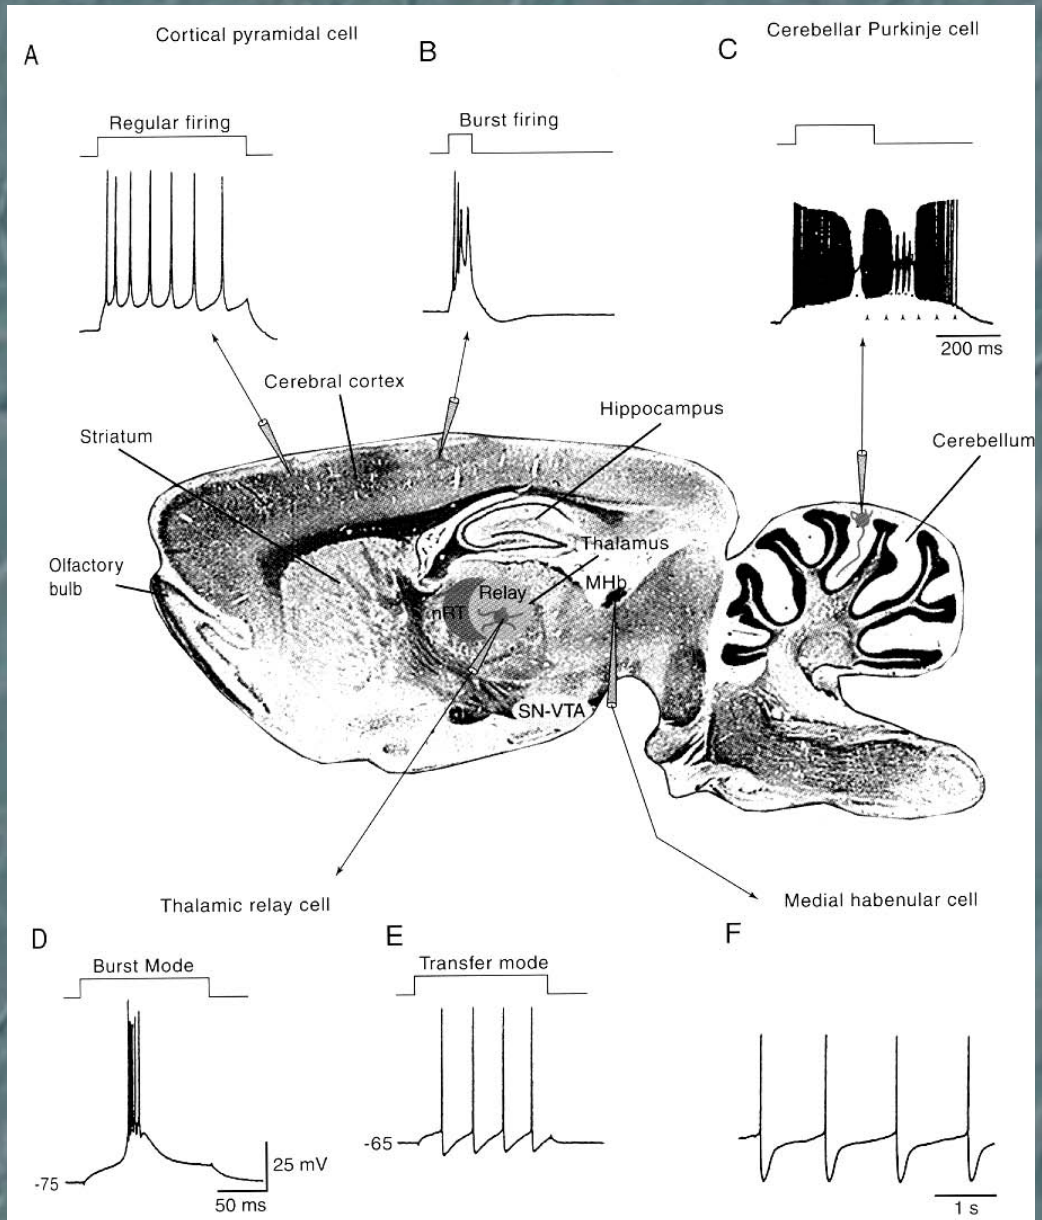 Cortical pyramidal cell
Cerebellar Purkinje cell
A
B
C
Regular firing
Burst firing
200 ms
Cerebral cortex
Hippocampus
Striatum
Cerebellum
Thalamus
Olfactory
bulb
MHb
Relay
nRT
SN-VTA
Thalamic relay cell
Medial habenular cell
D
E
F
Burst Mode
Transfer mode
-65
25 mV
-75
50 ms
1 s